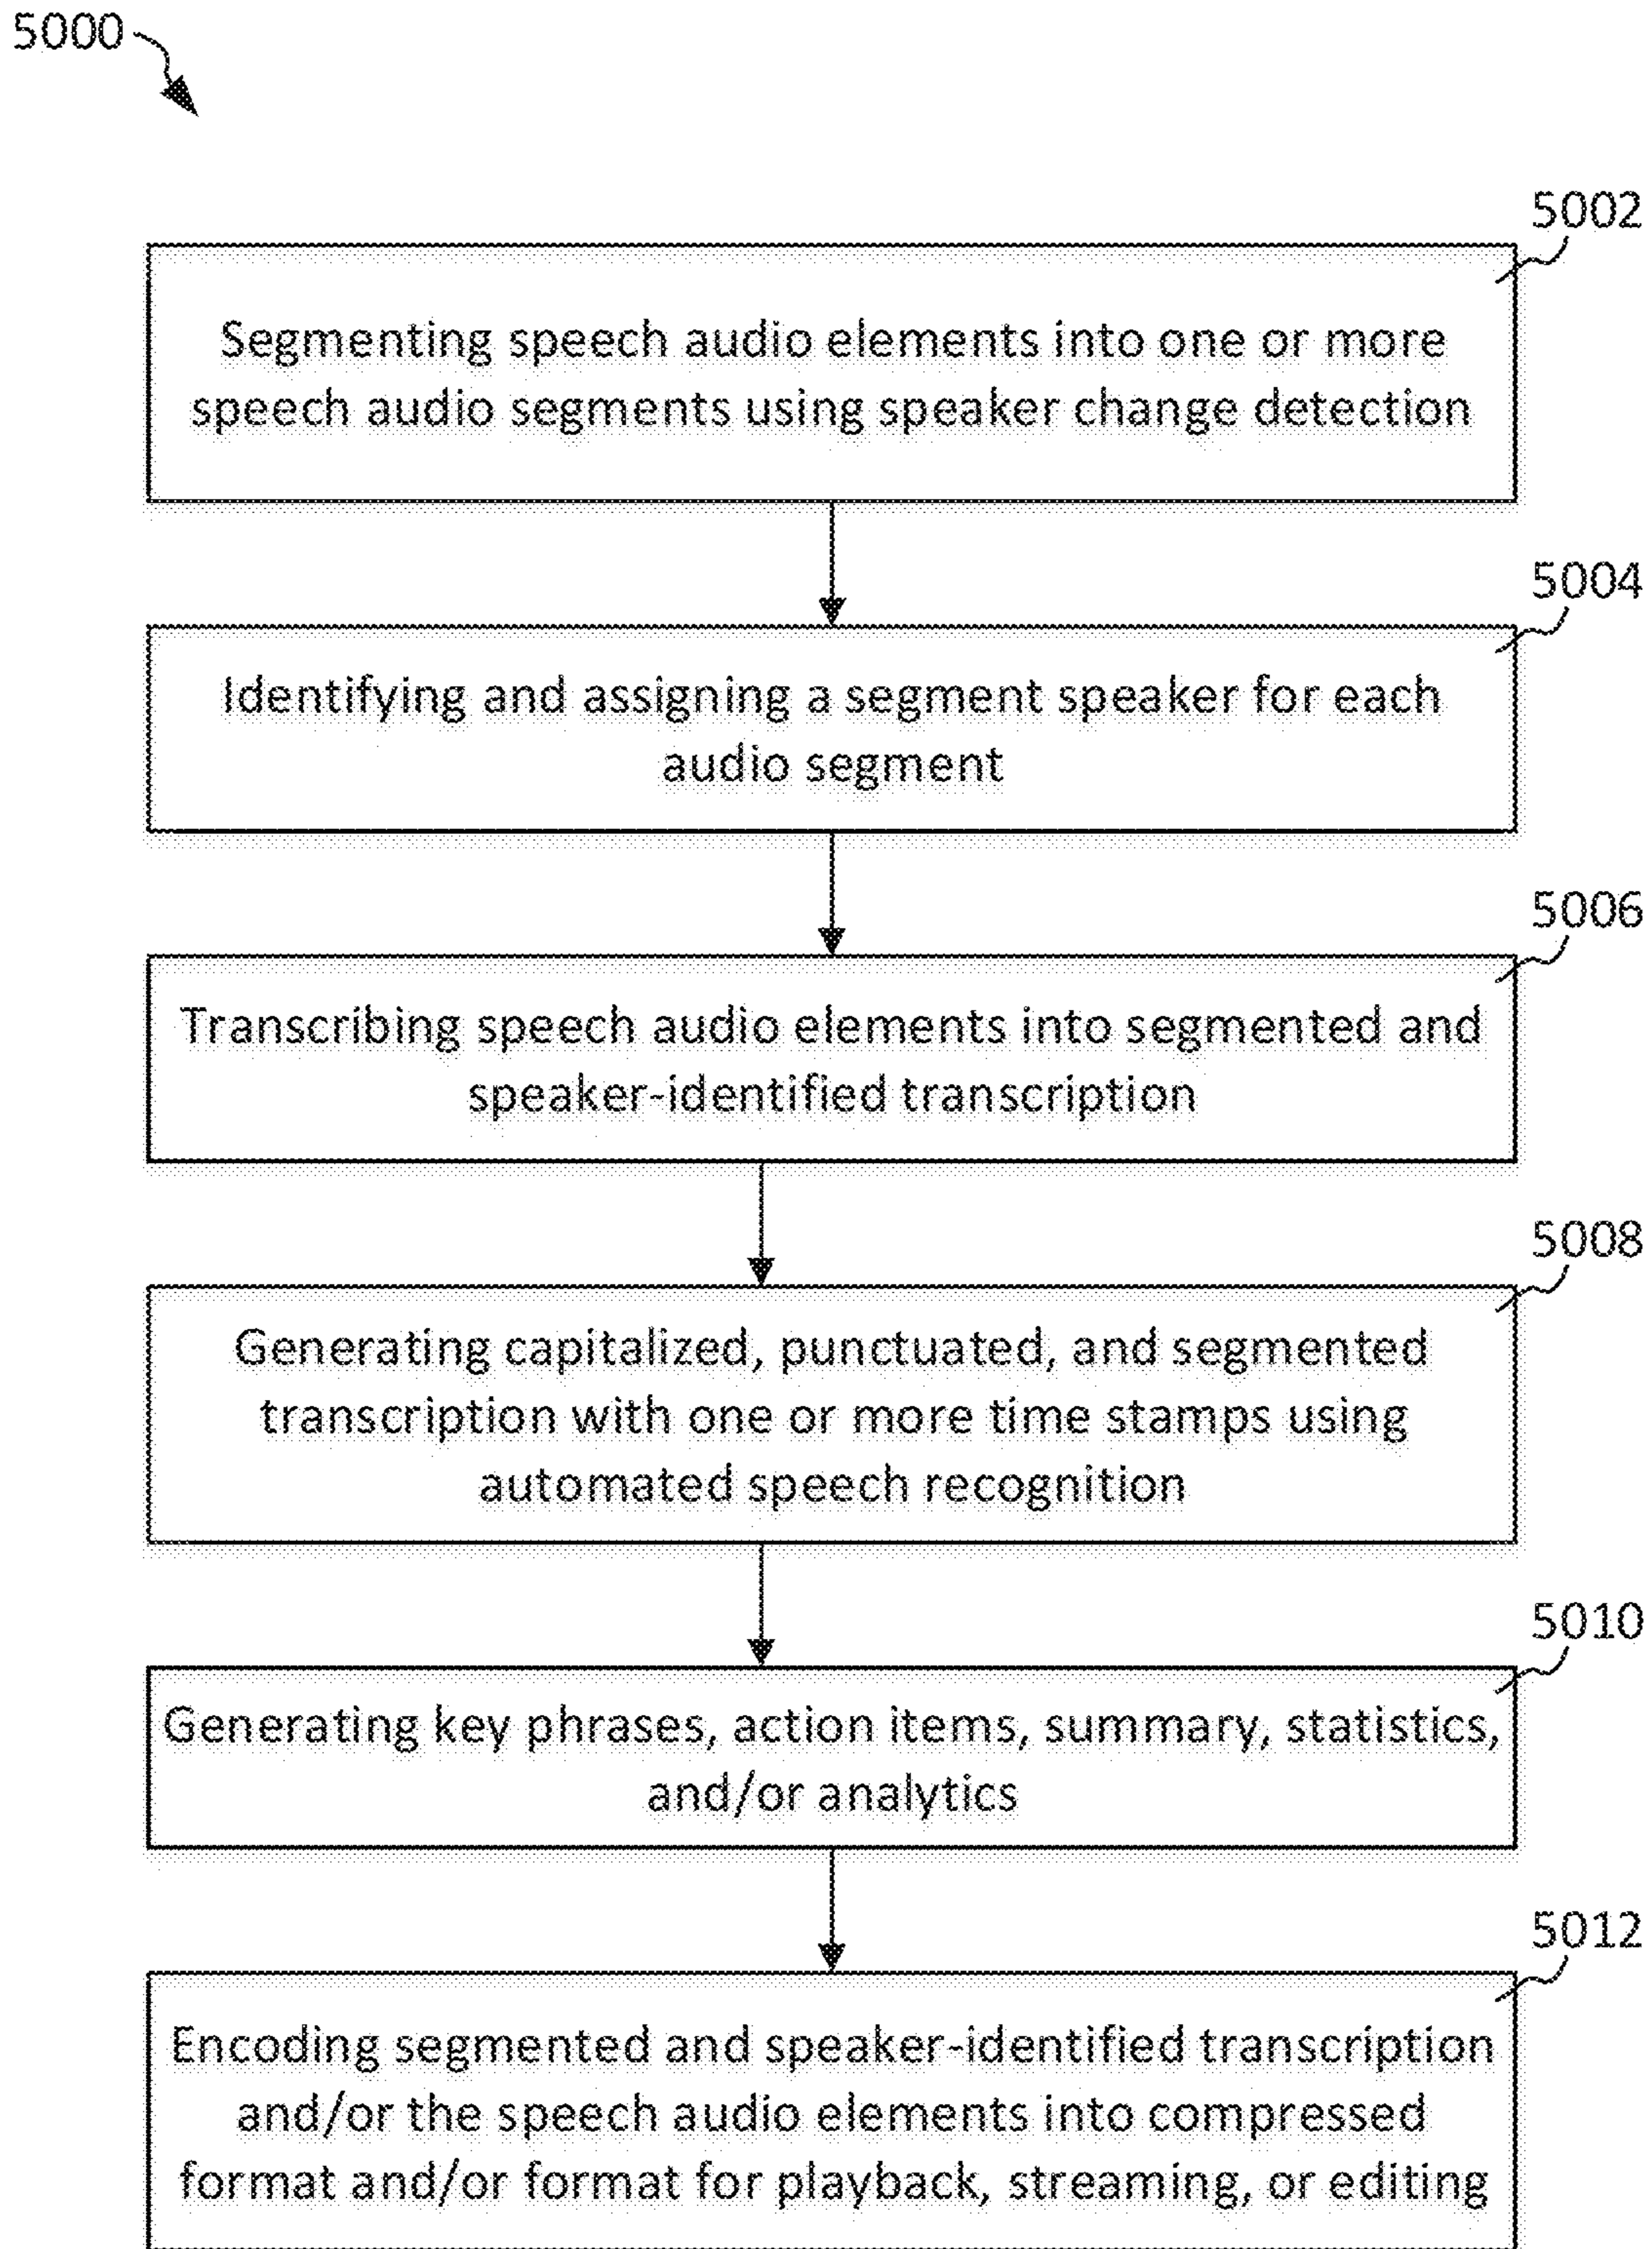 5000
5002
Segmenting speech audio elements into one or more
speech audio segments using speaker change detection
5004
Identifying and assigning a segment speaker for each
audio segment
5006
Transcribing speech audio elements into segmented and
speaker-identified transcription
5008
Generating capitalized, punctuated, and segmented
transcription with one or more time stamps using
automated speech recognition
5010
Generating key phrases, action items, summary, statistics,
and/or analytics
5012
Encoding segmented and speaker-identified transcription
and/or the speech audio elements into compressed
format and/or format for playback, streaming, or editing